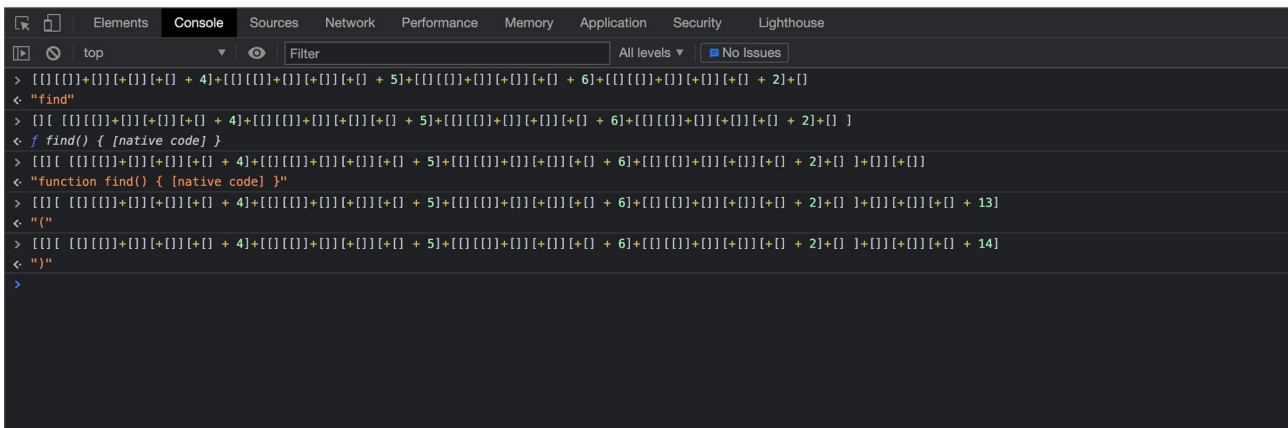 Elements Console Sources Network Performance Memory Application Security Lighthouse
top ▼ Filter All levels ▼ No Issues
> [[][[]]+[]][+[]][+[] + 4]+[[][[]]+[]][+[]][+[] + 5]+[[][[]]+[]][+[]][+[] + 6]+[[][[]]+[]][+[]][+[] + 2]+[]
<· "find"
> [][ [[][[]]+[]][+[]][+[] + 4]+[[][[]]+[]][+[]][+[] + 5]+[[][[]]+[]][+[]][+[] + 6]+[[][[]]+[]][+[]][+[] + 2]+[] ]
<· ƒ find() { [native code] }
> [[][ [[][[]]+[]][+[]][+[] + 4]+[[][[]]+[]][+[]][+[] + 5]+[[][[]]+[]][+[]][+[] + 6]+[[][[]]+[]][+[]][+[] + 2]+[] ]+[]][+[]]
<· "function find() { [native code] }"
> [[][ [[][[]]+[]][+[]][+[] + 4]+[[][[]]+[]][+[]][+[] + 5]+[[][[]]+[]][+[]][+[] + 6]+[[][[]]+[]][+[]][+[] + 2]+[] ]+[]][+[]][+[] + 13]
<· "("
> [[][ [[][[]]+[]][+[]][+[] + 4]+[[][[]]+[]][+[]][+[] + 5]+[[][[]]+[]][+[]][+[] + 6]+[[][[]]+[]][+[]][+[] + 2]+[] ]+[]][+[]][+[] + 14]
<· ")"
>